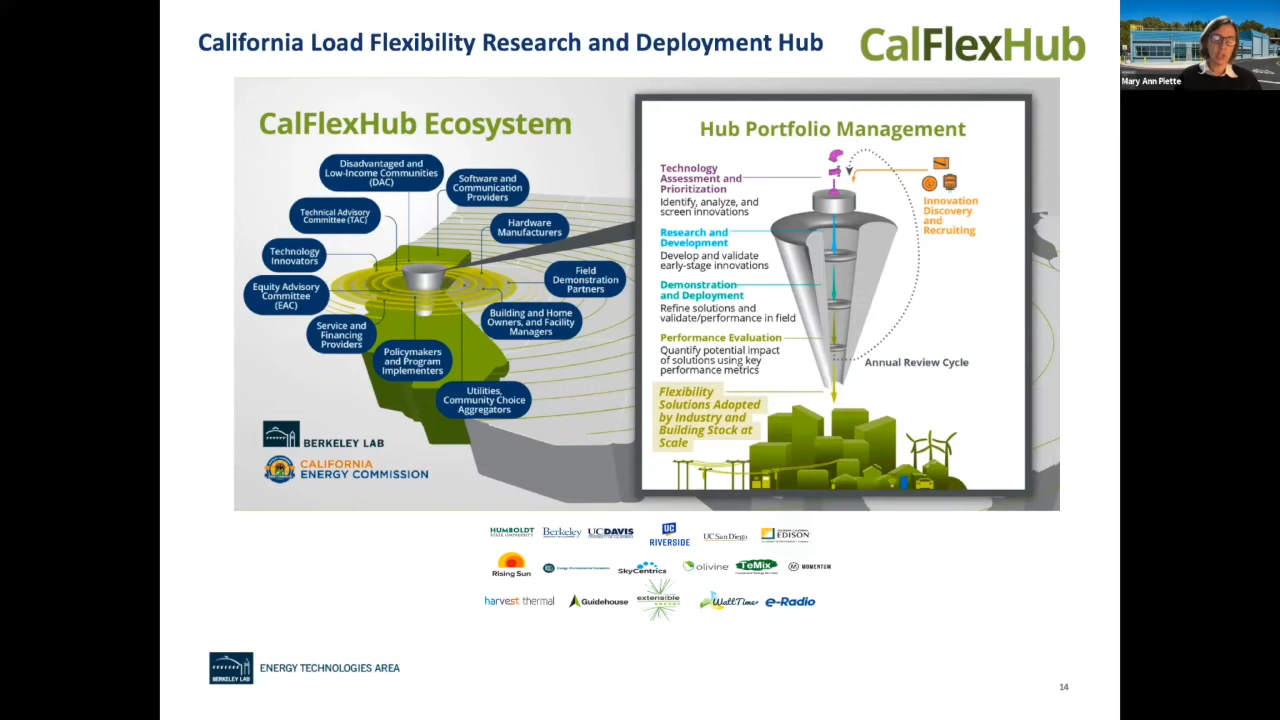 California Load Flexibility Research and Deployment Hub
CalFlexHub
Mary Ann Piette
CalFlexHub Ecosystem
Disadvantaged and
Low-Income Communities
(DAC)
Software and
Communication
Providers
Technical Advisory
Committee (TAC)
Hardware
Manufacturers
Technology
Innovators
Field
Demonstration
Partners
Equity Advisory
Committee
(EAC)
Building and Home
Owners, and Facility
Managers
Service and
Financing
Providers
Policymakers
and Program
Implementers
Utilities,
Community Choice
Aggregators
BERKELEY LAB
CALIFORNIA
ENERGY COMMISSION
Hub Portfolio Management
Technology
Assessment and
Prioritization
Identify, analyze, and
screen innovations
Innovation
Discovery
and
Recruiting
Research and
Development
Develop and validate
early-stage innovations
Demonstration
and Deployment
Refine solutions and
validate/performance in field
Performance Evaluation
Quantify potential impact
of solutions using key
performance metrics
Annual Review Cycle
Flexibility
Solutions Adopted
by Industry and
Building Stock at
Scale
HUMBOLDT
STATE UNIVERSITY
Berkeley
UCDAVIS
UC
RIVERSIDE
UC San Diego
EDISON
Rising Sun
SkyCentrics
olivine
TeMix
MOMENTUM
harvest thermal
Guidehouse
extensible
WattTime
e-Radio
BERKELEY LAB
ENERGY TECHNOLOGIES AREA
14